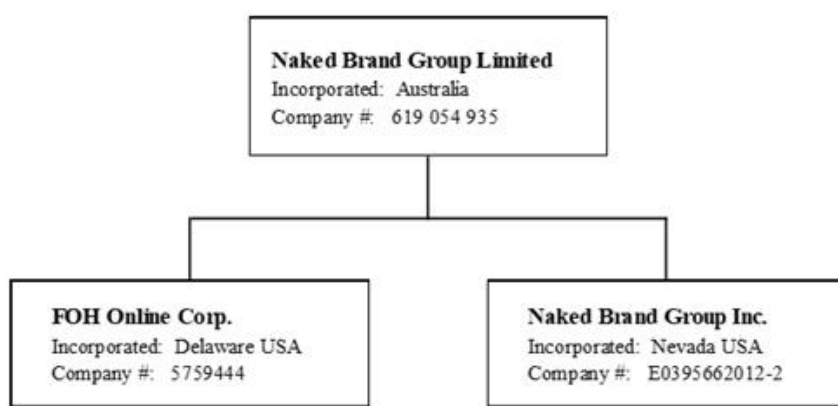 Naked Brand Group Limited
Incorporated: Australia
Company #: 619 054 935
FOH Online Corp.
Incorporated: Delaware USA
Company #: 5759444
Naked Brand Group Inc.
Incorporated: Nevada USA
Company #: E0395662012-2